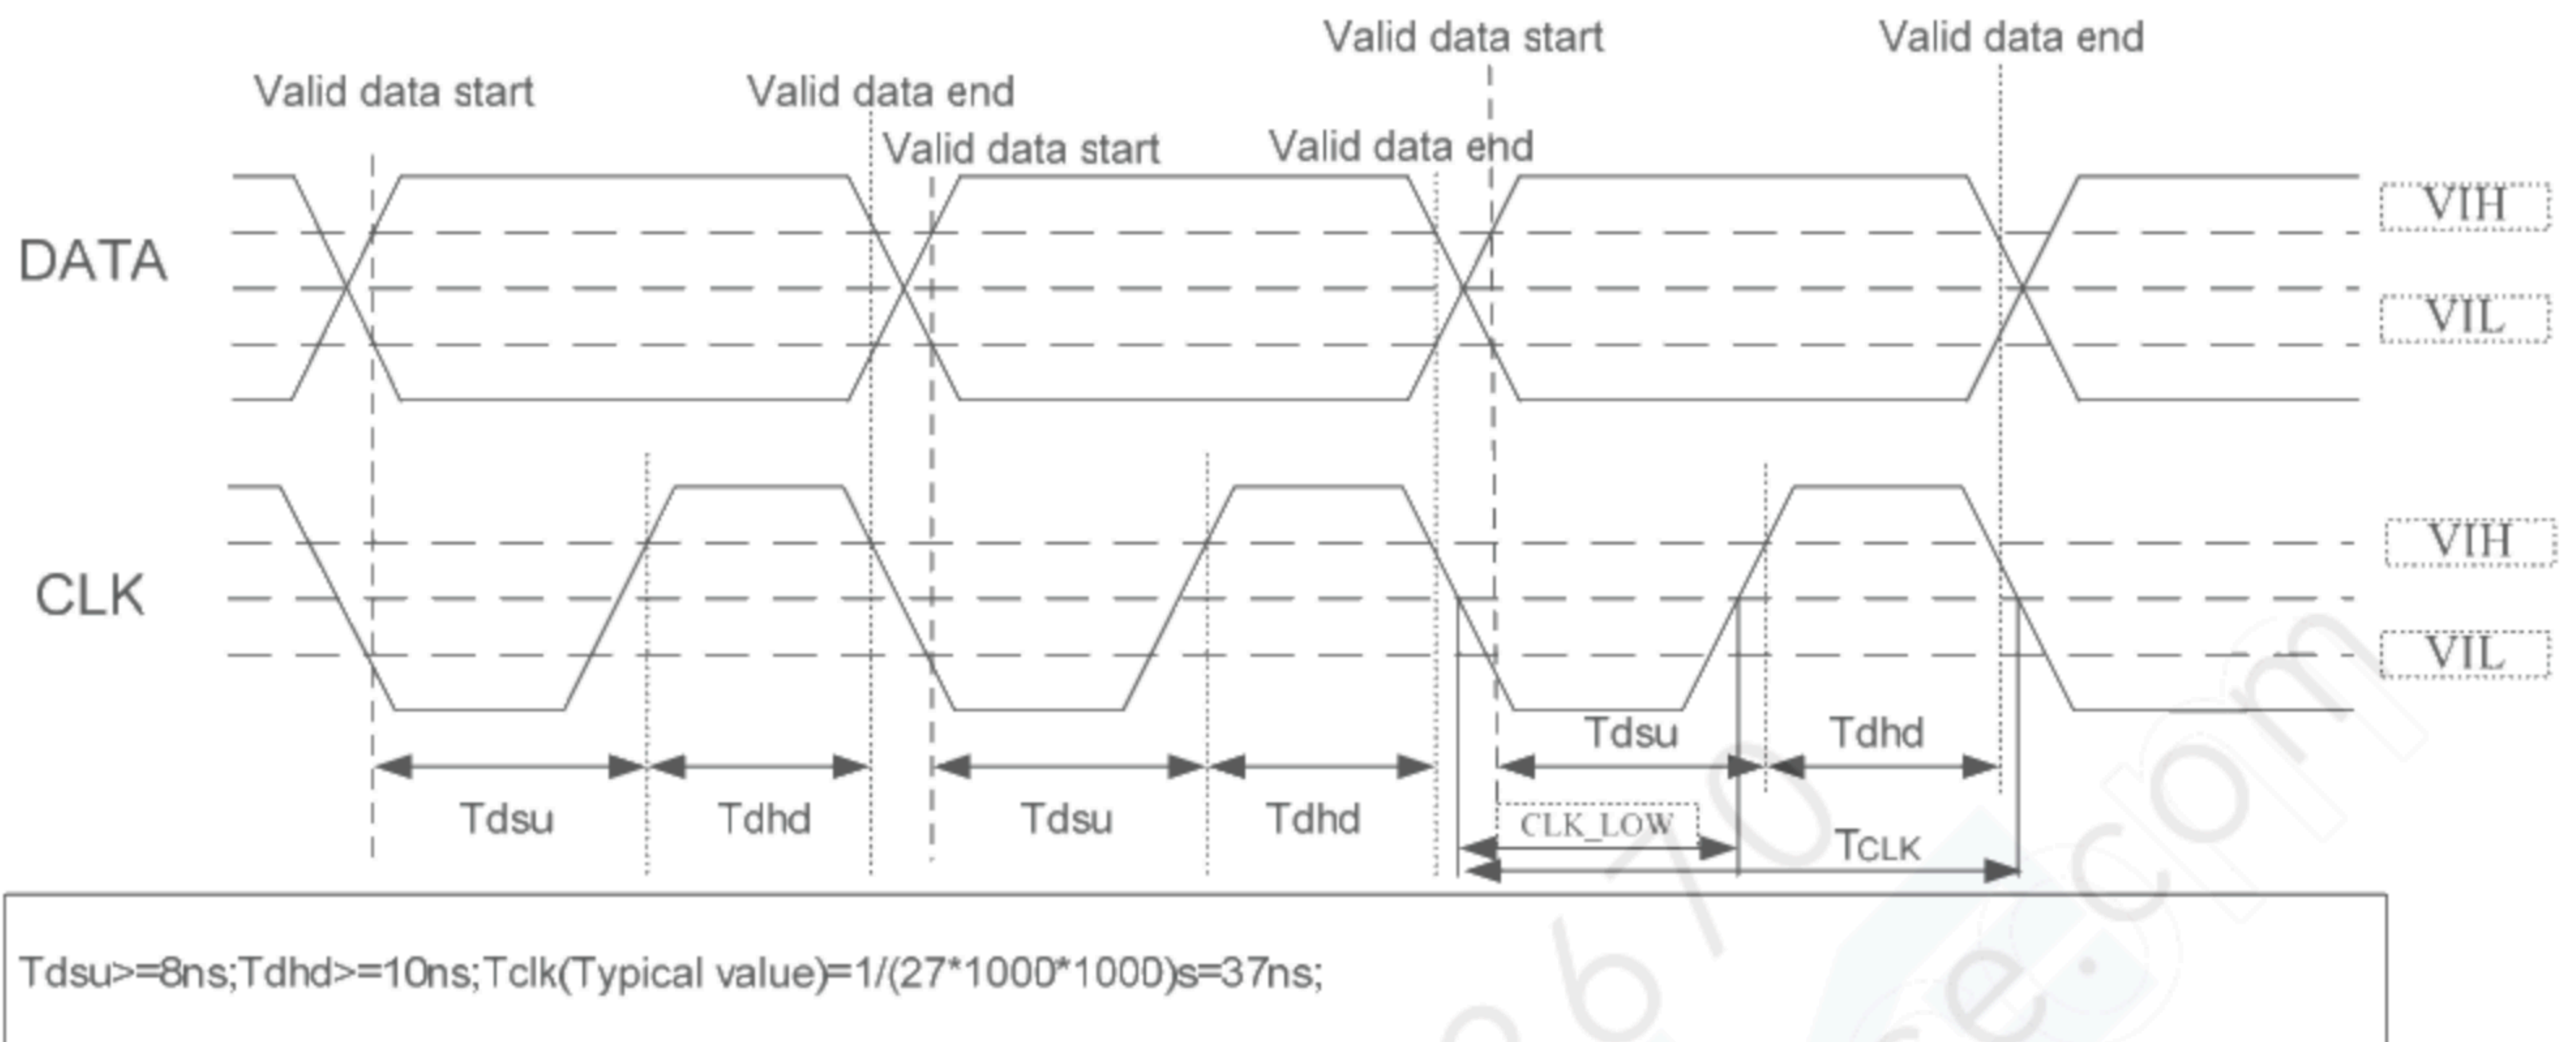 Valid data start
Valid data end
Valid data start
Valid data end
Valid data start
Valid data end
DATA
VIH
VIL
CLK
VIH
VIL
Tdsu
Tdhd
Tdsu
Tdhd
Tdsu
Tdhd
CLK_LOW
TCLK
Tdsu>=8ns;Tdhd>=10ns;Tclk(Typical value)=1/(27*1000*1000)s=37ns;